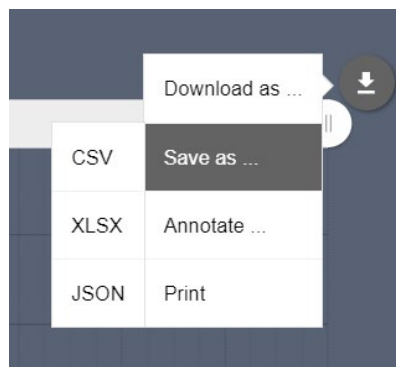 Download as ...
Save as ...
Annotate ...
Print
CSV
XLSX
JSON